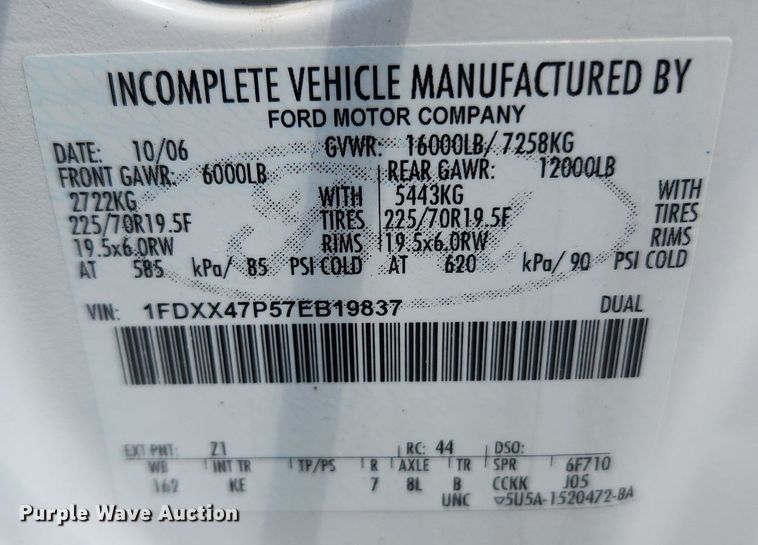 INCOMPLETE VEHICLE MANUFACTURED BY
FORD MOTOR COMPANY
DATE: 10/06 GVWR: 16000LB/ 7258KG
FRONT GAWR: 6000LB REAR GAWR: 12000LB
2722KG WITH 5443KG WITH
225/70R19.5F TIRES 225/70R19.5F TIRES
19.5x6.0RW RIMS 19.5x6.0RW RIMS
AT 585 kPa/ 85 PSI COLD AT 620 kPa/ 90 PSI COLD
VIN: 1FDXX47P57EB19837 DUAL
EXT PNT: Z1 RC: 44 DSO:
WB INT TR TP/PS R AXLE TR SPR 6F710
162 KE 7 8L B CCKK J05
UNC 5U5A-1520472-BA
Purple Wave Auction